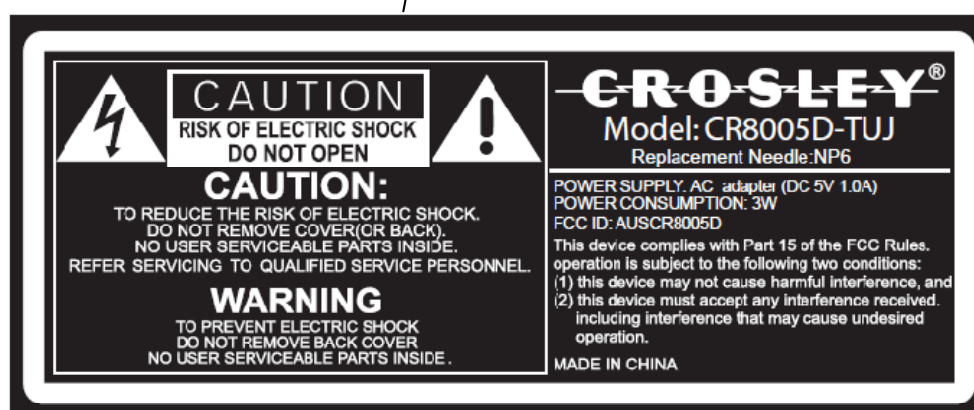 CAUTION
RISK OF ELECTRIC SHOCK
DO NOT OPEN
CAUTION:
TO REDUCE THE RISK OF ELECTRIC SHOCK.
DO NOT REMOVE COVER(OR BACK).
NO USER SERVICEABLE PARTS INSIDE.
REFER SERVICING TO QUALIFIED SERVICE PERSONNEL.
WARNING
TO PREVENT ELECTRIC SHOCK
DO NOT REMOVE BACK COVER
NO USER SERVICEABLE PARTS INSIDE.
CROSLEY®
Model: CR8005D-TUJ
Replacement Needle:NP6
POWER SUPPLY. AC adapter (DC 5V 1.0A)
POWER CONSUMPTION: 3W
FCC ID: AUSCR8005D
This device complies with Part 15 of the FCC Rules.
operation is subject to the following two conditions:
(1) this device may not cause harmful interference, and
(2) this device must accept any interference received.
including interference that may cause undesired
operation.
MADE IN CHINA